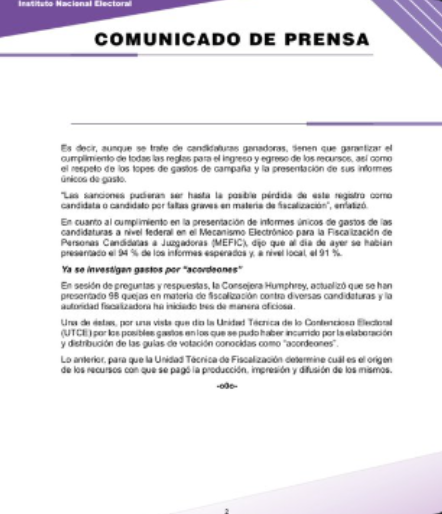 Instituto Nacional Electoral
COMUNICADO DE PRENSA
Es decir, aunque se trate de candidaturas ganadoras, tienen que garantizar el
cumplimiento de todas las reglas para el ingreso y egreso de los recursos, así como
el respeto de los topes de gastos de campaña y la presentación de sus informes
únicos de gasto.
“Las sanciones pudieran ser hasta la posible pérdida de este registro como
candidata o candidato por faltas graves en materia de fiscalización”, enfatizó.
En cuanto al cumplimiento en la presentación de informes únicos de gastos de las
candidaturas a nivel federal en el Mecanismo Electrónico para la Fiscalización de
Personas Candidatas a Juzgadoras (MEFIC), dijo que al día de ayer se habían
presentado el 94 % de los informes esperados y, a nivel local, el 91 %.
Ya se investigan gastos por “acordeones”
En sesión de preguntas y respuestas, la Consejera Humphrey, actualizó que se han
presentado 98 quejas en materia de fiscalización contra diversas candidaturas y la
autoridad fiscalizadora ha iniciado tres de manera oficiosa.
Una de éstas, por una vista que dio la Unidad Técnica de lo Contencioso Electoral
(UTCE) por los posibles gastos en los que se pudo haber incurrido por la elaboración
y distribución de las guías de votación conocidas como “acordeones”.
Lo anterior, para que la Unidad Técnica de Fiscalización determine cuál es el origen
de los recursos con que se pagó la producción, impresión y difusión de los mismos.
-o0o-
2